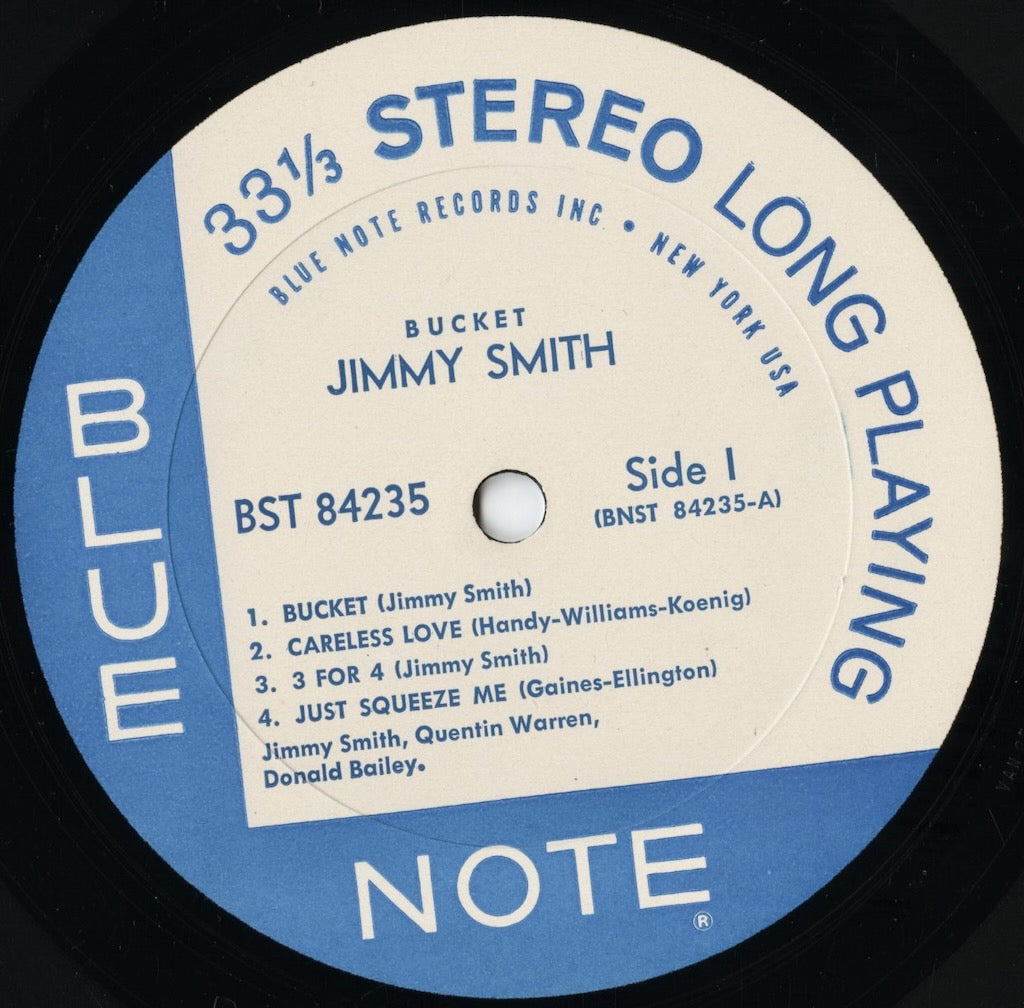 33⅓ STEREO LONG PLAYING
BLUE NOTE RECORDS INC • NEW YORK USA
BUCKET
JIMMY SMITH
BST 84235
Side 1
(BNST 84235-A)
1. BUCKET (Jimmy Smith)
2. CARELESS LOVE (Handy-Williams-Koenig)
3. 3 FOR 4 (Jimmy Smith)
4. JUST SQUEEZE ME (Gaines-Ellington)
Jimmy Smith, Quentin Warren,
Donald Bailey.
BLUE
NOTE
®